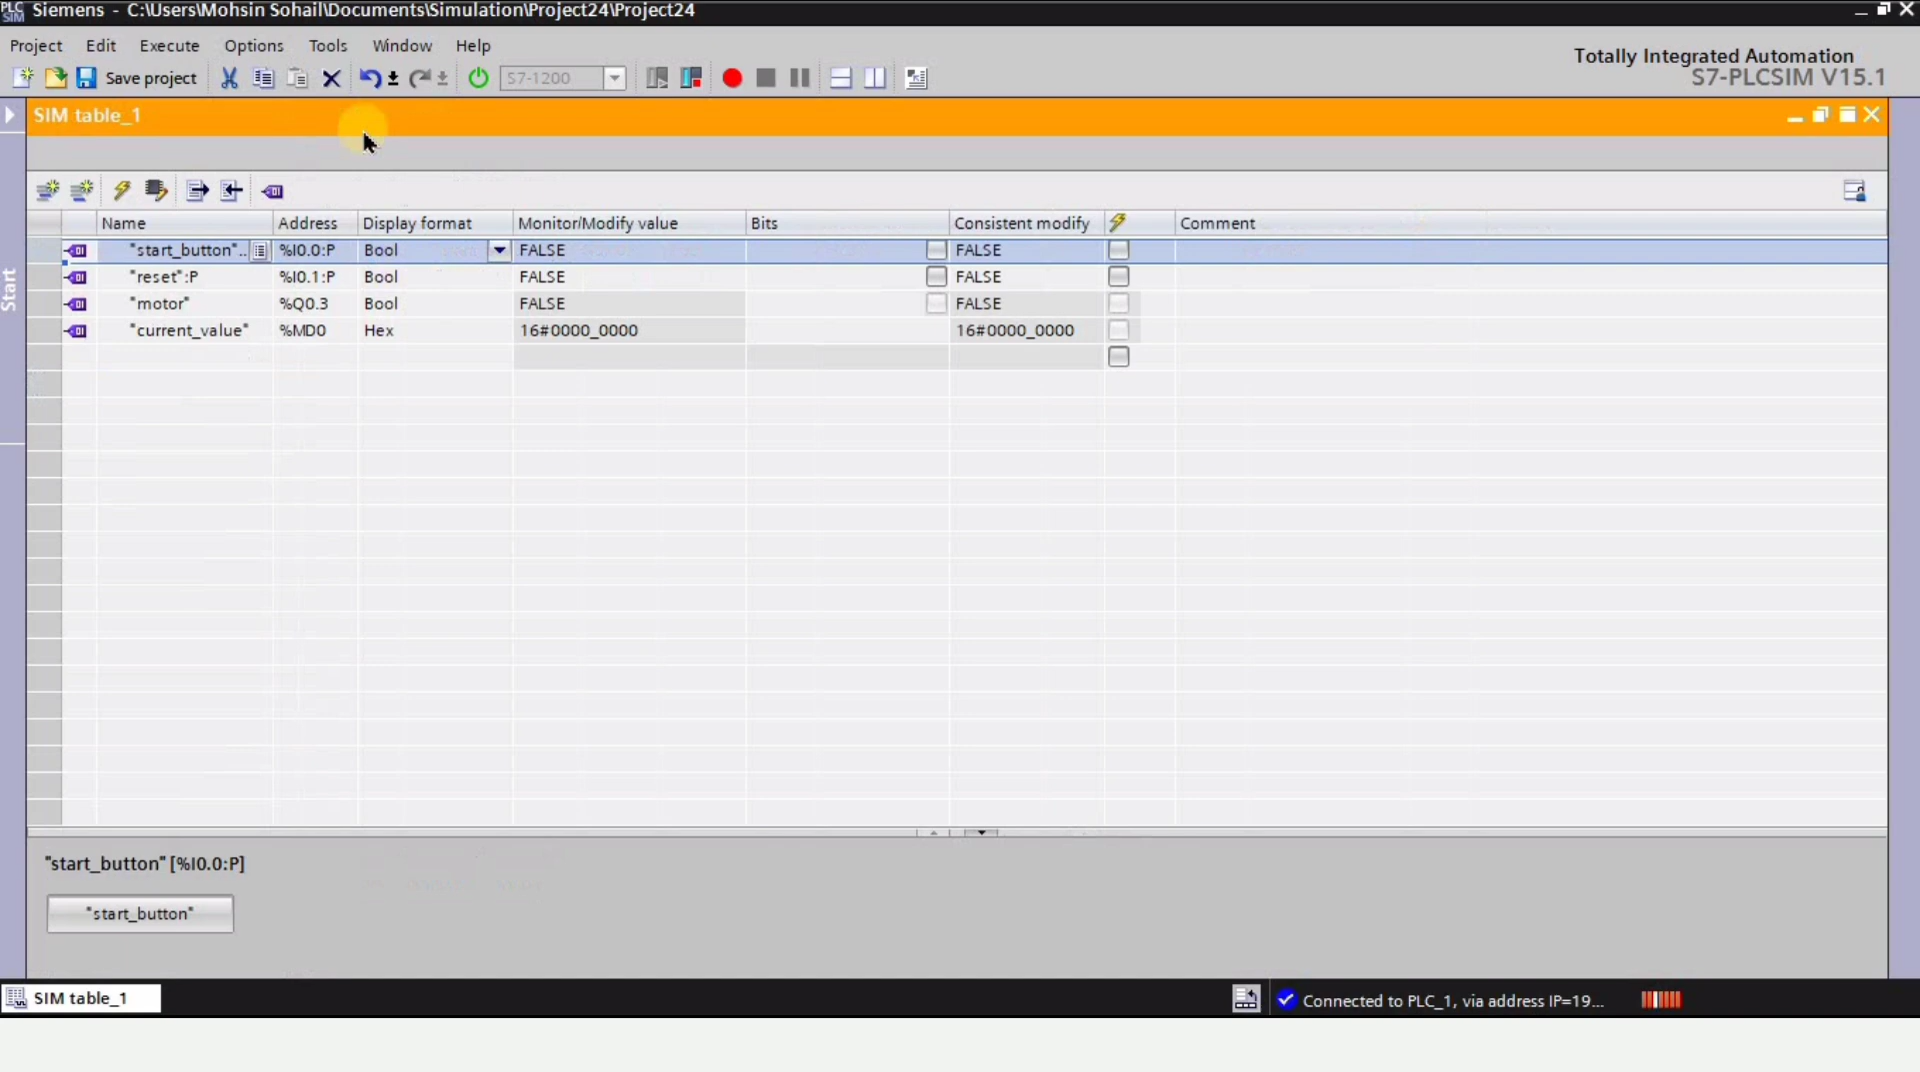 PLC SIM Siemens - C:\Users\Mohsin Sohail\Documents\Simulation\Project24\Project24
Project Edit Execute Options Tools Window Help
Totally Integrated Automation
S7-PLCSIM V15.1
Save project S7-1200
SIM table_1
Name Address Display format Monitor/Modify value Bits Consistent modify Comment
"start_button".. %I0.0:P Bool FALSE FALSE
"reset":P %I0.1:P Bool FALSE FALSE
"motor" %Q0.3 Bool FALSE FALSE
"current_value" %MD0 Hex 16#0000_0000 16#0000_0000
Start
"start_button" [%I0.0:P]
"start_button"
SIM table_1
Connected to PLC_1, via address IP=19...